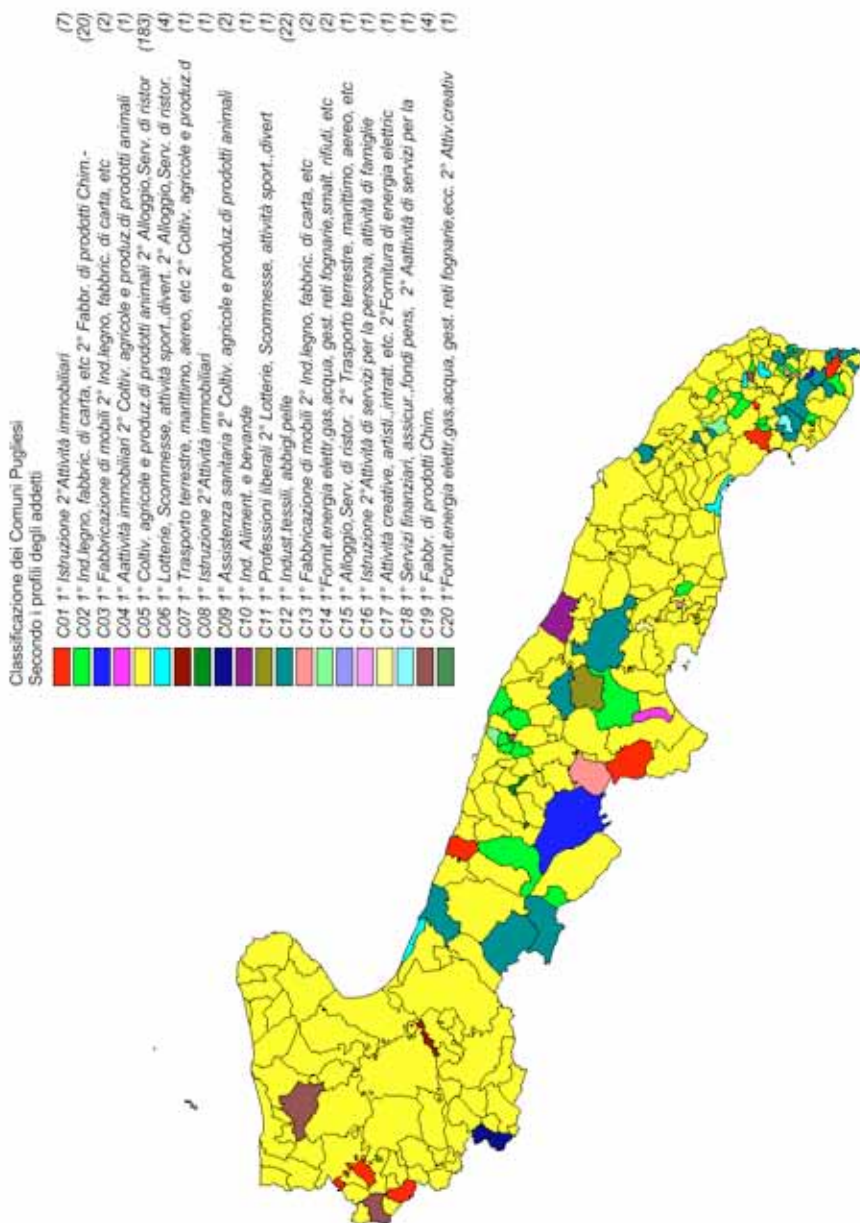 Classificazione dei Comuni Pugliesi
Secondo i profili degli addetti
C01 1° Istruzione 2°Attività immobiliari (7)
C02 1° Ind.legno, fabbric. di carta, etc 2° Fabbr. di prodotti Chim.- (20)
C03 1° Fabbricazione di mobili 2° Ind.legno, fabbric. di carta, etc (2)
C04 1° Aattività immobiliari 2° Coltiv. agricole e produz.di prodotti animali (1)
C05 1° Coltiv. agricole e produz.di prodotti animali 2° Alloggio,Serv. di ristor (183)
C06 1° Lotterie, Scommesse, attività sport.,divert. 2° Alloggio,Serv. di ristor. (4)
C07 1° Trasporto terrestre, marittimo, aereo, etc 2° Coltiv. agricole e produz.d (1)
C08 1° Istruzione 2°Attività immobiliari (1)
C09 1° Assistenza sanitaria 2° Coltiv. agricole e produz.di prodotti animali (2)
C10 1° Ind. Aliment. e bevande (1)
C11 1° Professioni liberali 2° Lotterie, Scommesse, attività sport.,divert (1)
C12 1° Indust.tessili, abbigl,pelle (22)
C13 1° Fabbricazione di mobili 2° Ind.legno, fabbric. di carta, etc (2)
C14 1°Fornit.energia elettr,gas,acqua, gest. reti fognarie,smalt. rifiuti, etc (2)
C15 1° Alloggio,Serv. di ristor. 2° Trasporto terrestre, marittimo, aereo, etc (1)
C16 1° Istruzione 2°Attività di servizi per la persona, attività di famiglie (1)
C17 1° Attività creative, artisti.,intratt. etc. 2°Fornitura di energia elettric (1)
C18 1° Servizi finanziari, assicur.,fondi pens, 2° Aattività di servizi per la (1)
C19 1° Fabbr. di prodotti Chim. (4)
C20 1°Fornit.energia elettr,gas,acqua, gest. reti fognarie,ecc. 2° Attiv.creativ (1)